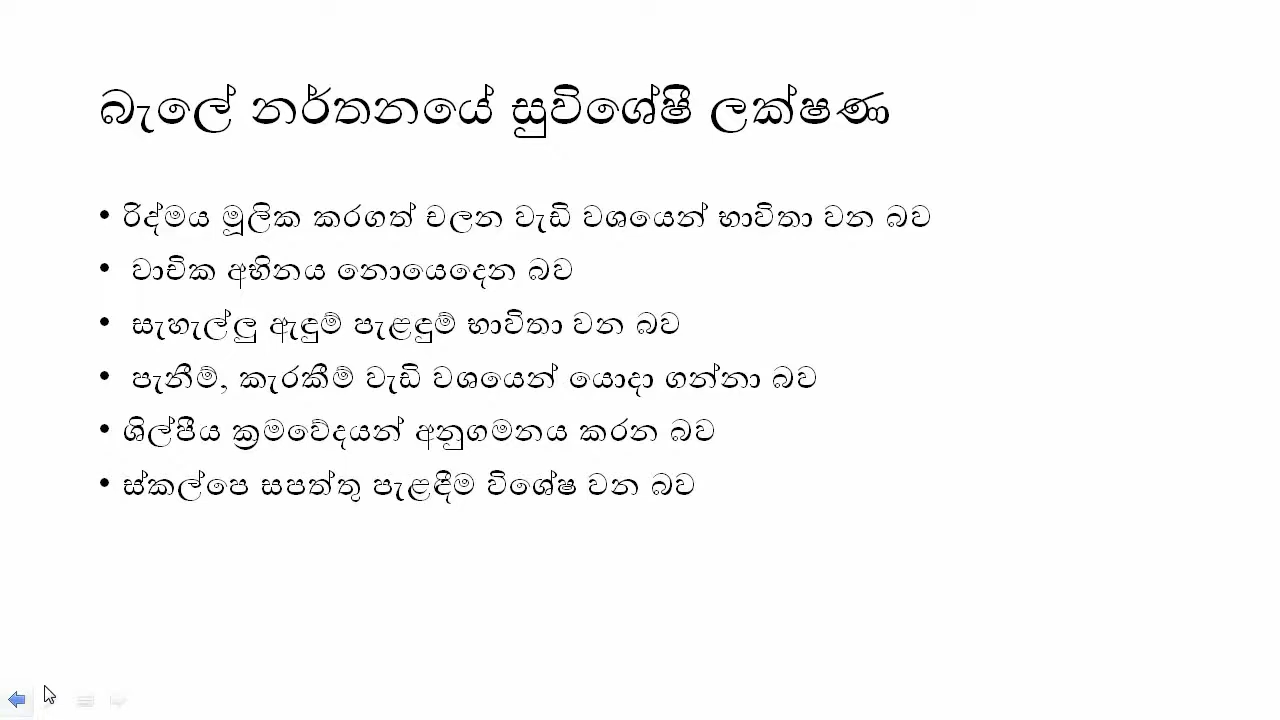 බැලේ නර්තනයේ සුවිශේෂී ලක්ෂණ
• රිද්මය මූලික කරගත් චලන වැඩි වශයෙන් භාවිතා වන බව
• වාචික අභිනය නොයෙදෙන බව
• සැහැල්ලු ඇඳුම් පැළඳුම් භාවිතා වන බව
• පැනීම්, කැරකීම් වැඩි වශයෙන් යොදා ගන්නා බව
• ශිල්පීය ක්‍රමවේදයන් අනුගමනය කරන බව
• ස්කල්පෙ සපත්තු පැළඳීම විශේෂ වන බව